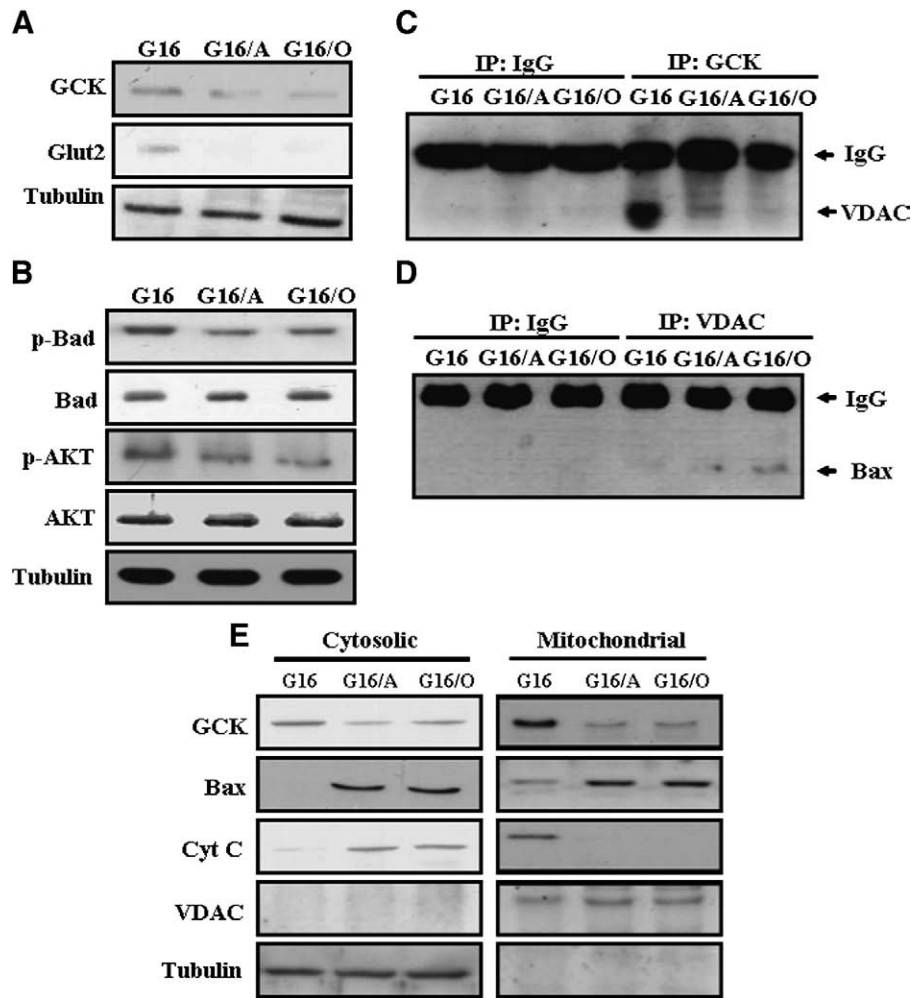 A
G16 G16/A G16/O
GCK
Glut2
Tubulin
B
G16 G16/A G16/O
p-Bad
Bad
p-AKT
AKT
Tubulin
C
IP: IgG IP: GCK
G16 G16/A G16/O G16 G16/A G16/O
IgG
VDAC
D
IP: IgG IP: VDAC
G16 G16/A G16/O G16 G16/A G16/O
IgG
Bax
E
Cytosolic Mitochondrial
G16 G16/A G16/O G16 G16/A G16/O
GCK
Bax
Cyt C
VDAC
Tubulin